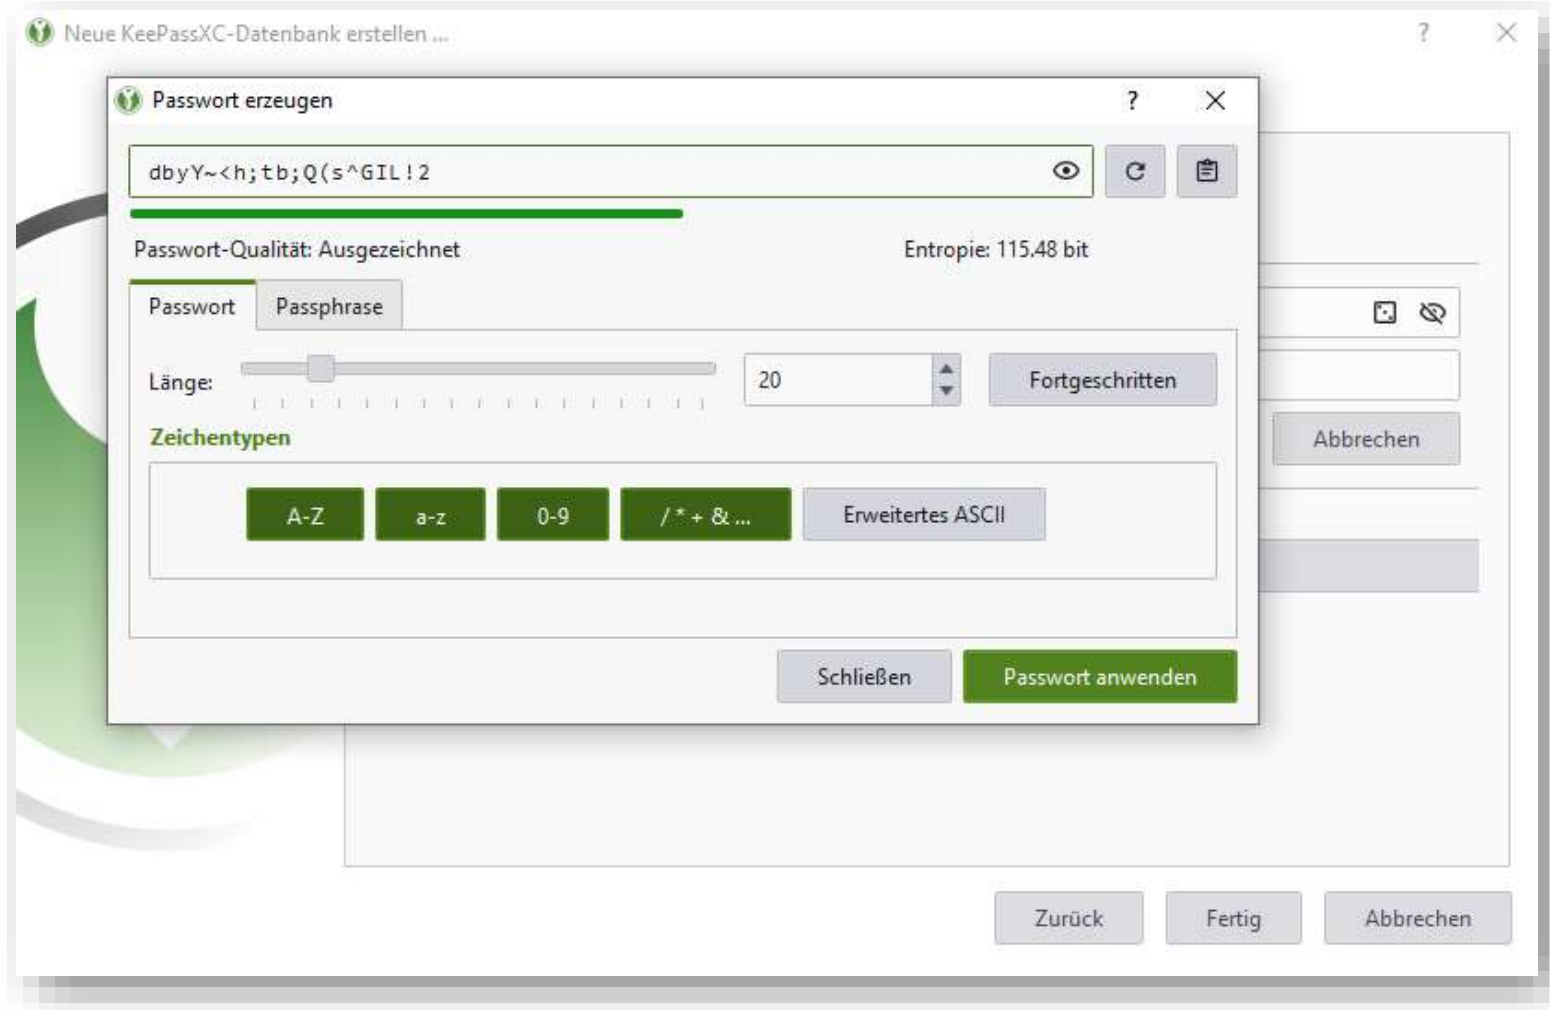 Neue KeePassXC-Datenbank erstellen ...
?
Passwort erzeugen
?
dbyY~<h;tb;Q(s^GIL!2
Passwort-Qualität: Ausgezeichnet
Entropie: 115.48 bit
Passwort
Passphrase
Länge:
20
Fortgeschritten
Abbrechen
Zeichentypen
A-Z
a-z
0-9
/ * + & ...
Erweitertes ASCII
Schließen
Passwort anwenden
Zurück
Fertig
Abbrechen